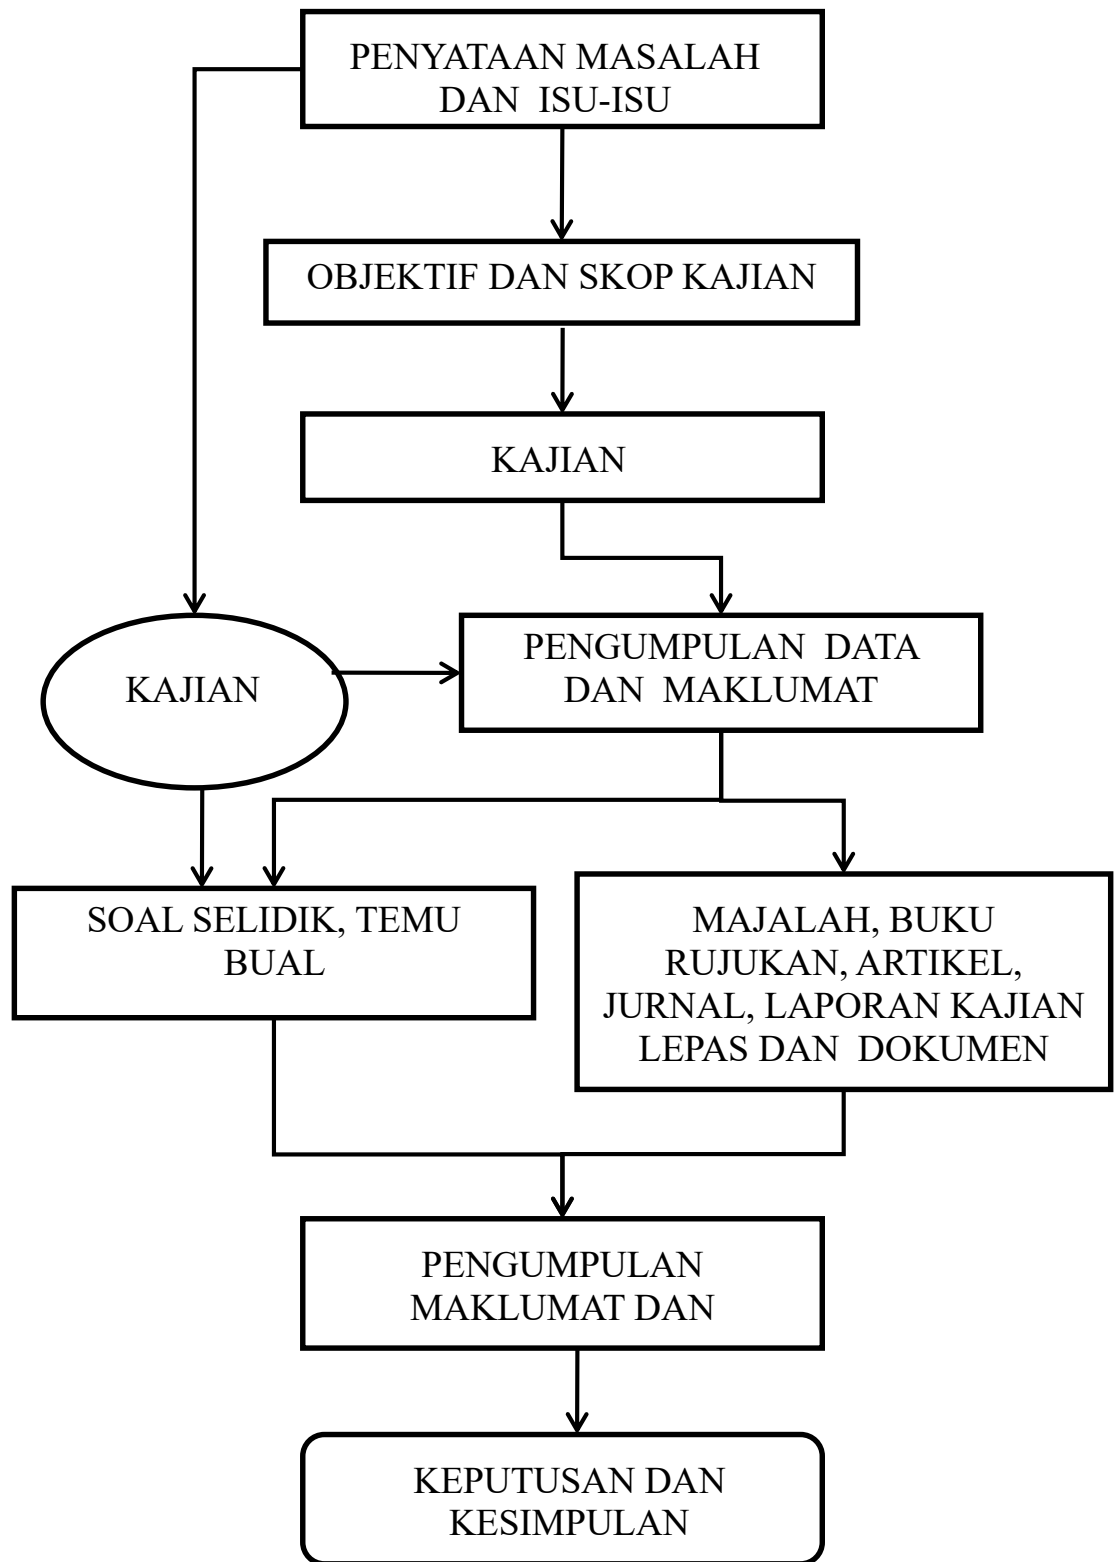 PENYATAAN MASALAH
DAN ISU-ISU
OBJEKTIF DAN SKOP KAJIAN
KAJIAN
KAJIAN
PENGUMPULAN DATA
DAN MAKLUMAT
SOAL SELIDIK, TEMU
BUAL
MAJALAH, BUKU
RUJUKAN, ARTIKEL,
JURNAL, LAPORAN KAJIAN
LEPAS DAN DOKUMEN
PENGUMPULAN
MAKLUMAT DAN
KEPUTUSAN DAN
KESIMPULAN